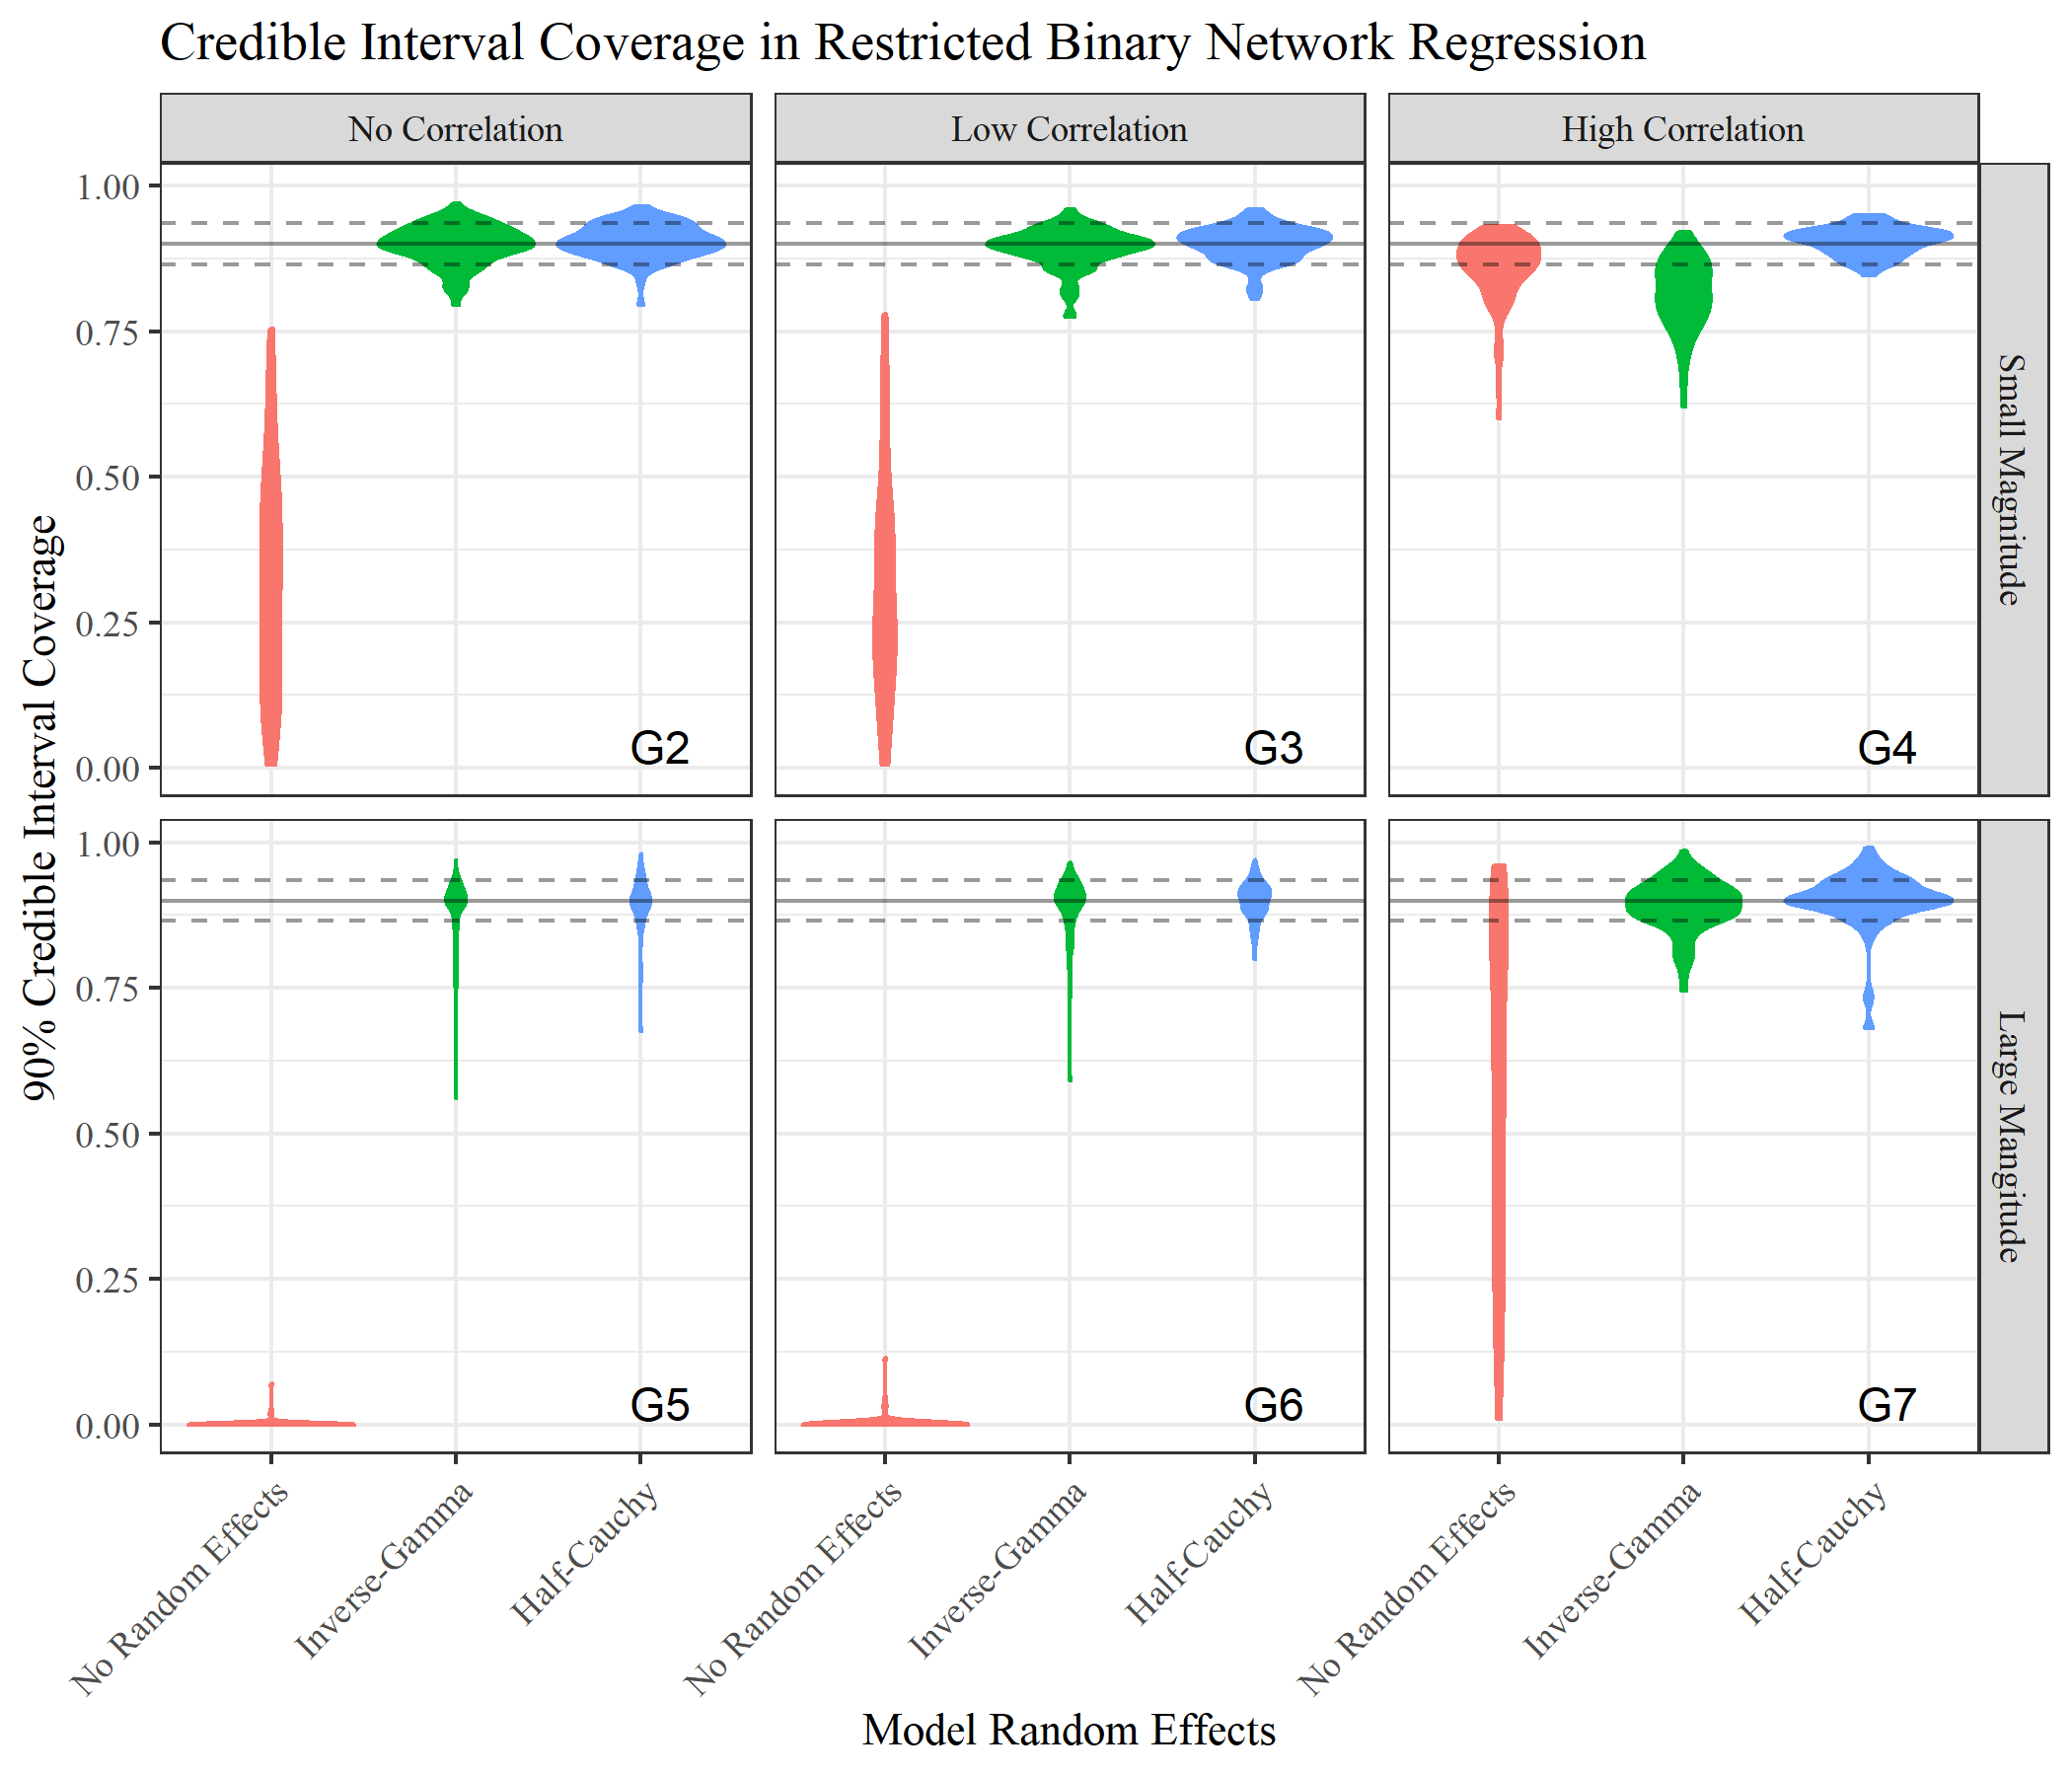 Credible Interval Coverage in Restricted Binary Network Regression
No Correlation
Low Correlation
High Correlation
90% Credible Interval Coverage
1.00
0.75
0.50
0.25
0.00
G2
G3
G4
Small Magnitude
1.00
0.75
0.50
0.25
0.00
G5
G6
G7
Large Mangitude
No Random Effects
Inverse-Gamma
Half-Cauchy
No Random Effects
Inverse-Gamma
Half-Cauchy
No Random Effects
Inverse-Gamma
Half-Cauchy
Model Random Effects